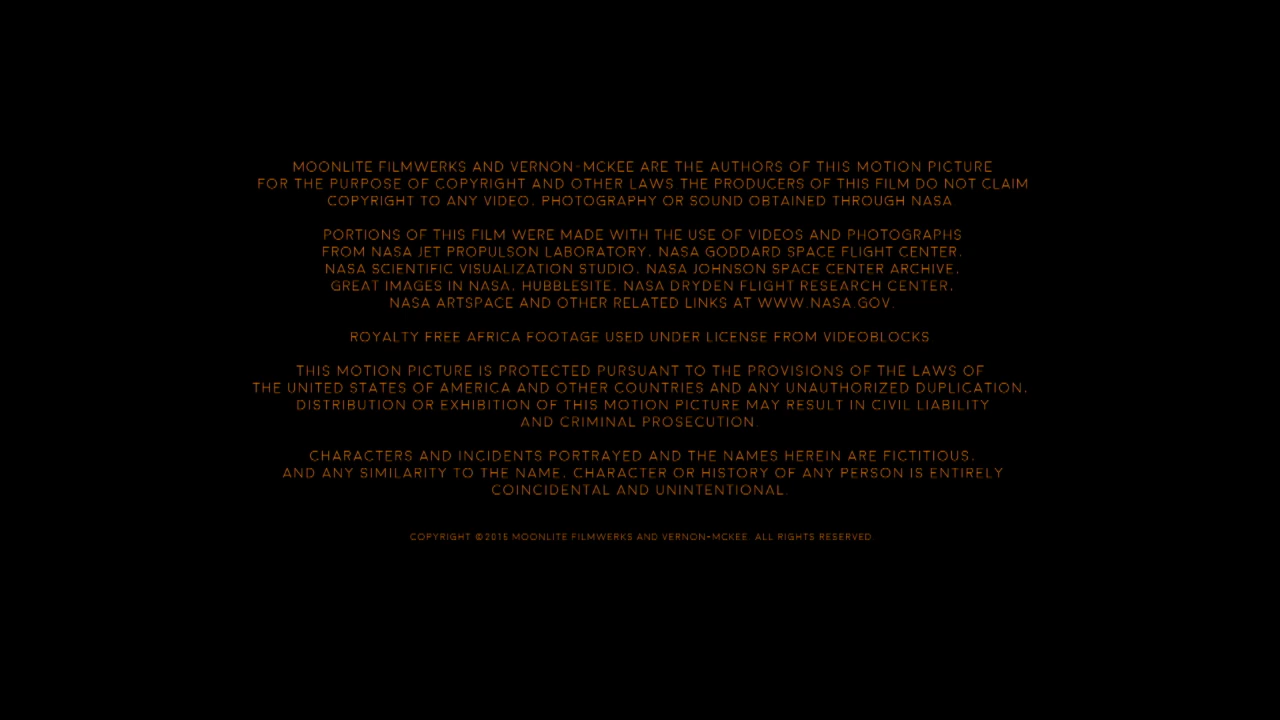 MOONLITE FILMWERKS AND VERNON-MCKEE ARE THE AUTHORS OF THIS MOTION PICTURE
FOR THE PURPOSE OF COPYRIGHT AND OTHER LAWS THE PRODUCERS OF THIS FILM DO NOT CLAIM
COPYRIGHT TO ANY VIDEO, PHOTOGRAPHY OR SOUND OBTAINED THROUGH NASA
PORTIONS OF THIS FILM WERE MADE WITH THE USE OF VIDEOS AND PHOTOGRAPHS
FROM NASA JET PROPULSON LABORATORY, NASA GODDARD SPACE FLIGHT CENTER,
NASA SCIENTIFIC VISUALIZATION STUDIO, NASA JOHNSON SPACE CENTER ARCHIVE,
GREAT IMAGES IN NASA, HUBBLESITE, NASA DRYDEN FLIGHT RESEARCH CENTER,
NASA ARTSPACE AND OTHER RELATED LINKS AT WWW.NASA.GOV.
ROYALTY FREE AFRICA FOOTAGE USED UNDER LICENSE FROM VIDEOBLOCKS
THIS MOTION PICTURE IS PROTECTED PURSUANT TO THE PROVISIONS OF THE LAWS OF
THE UNITED STATES OF AMERICA AND OTHER COUNTRIES AND ANY UNAUTHORIZED DUPLICATION,
DISTRIBUTION OR EXHIBITION OF THIS MOTION PICTURE MAY RESULT IN CIVIL LIABILITY
AND CRIMINAL PROSECUTION.
CHARACTERS AND INCIDENTS PORTRAYED AND THE NAMES HEREIN ARE FICTITIOUS,
AND ANY SIMILARITY TO THE NAME, CHARACTER OR HISTORY OF ANY PERSON IS ENTIRELY
COINCIDENTAL AND UNINTENTIONAL.
COPYRIGHT ©2015 MOONLITE FILMWERKS AND VERNON-MCKEE. ALL RIGHTS RESERVED.